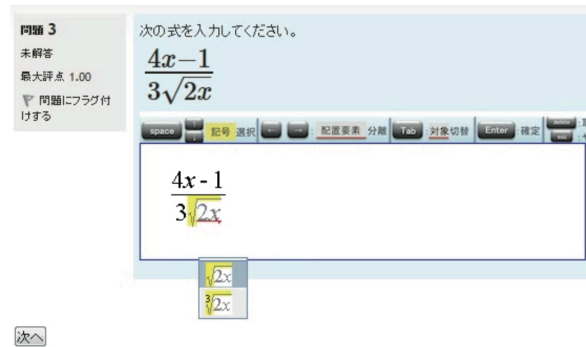 問題 3
未解答
最大評点 1.00
問題にフラグ付
けする
次の式を入力してください。
4x−1
3√2x
space 記号 選択 ← → : 配置要素 分離 Tab : 対象切替 Enter : 確定
4x - 1
3√2x
√2x
3√2x
次へ